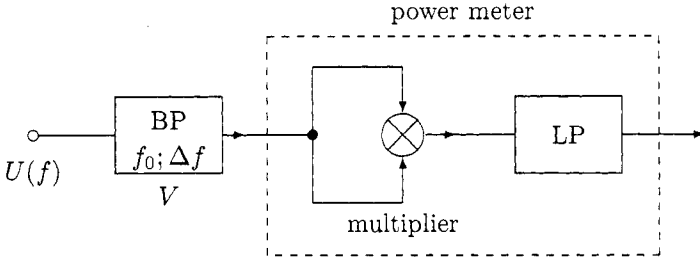 power meter
BP
f₀; Δf
LP
U(f)
V
multiplier